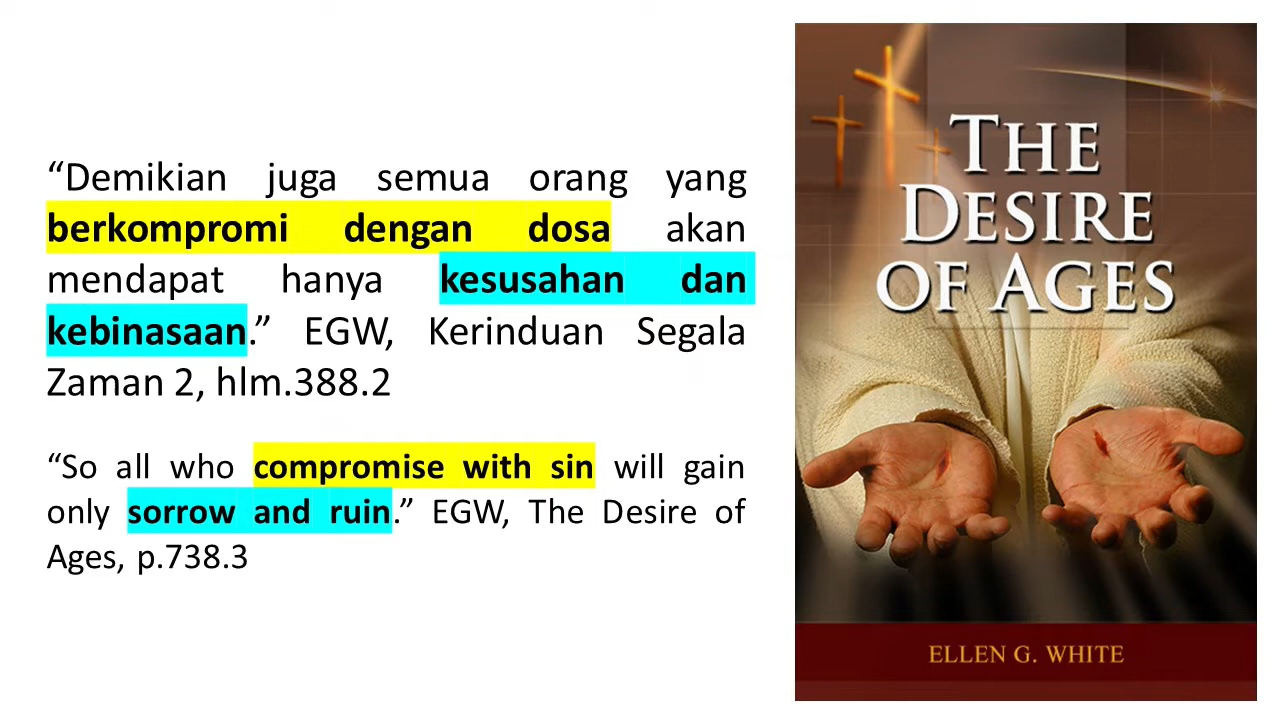 “Demikian juga semua orang yang
berkompromi dengan dosa akan
mendapat hanya kesusahan dan
kebinasaan.” EGW, Kerinduan Segala
Zaman 2, hlm.388.2
“So all who compromise with sin will gain
only sorrow and ruin.” EGW, The Desire of
Ages, p.738.3
THE
DESIRE
OF AGES
ELLEN G. WHITE